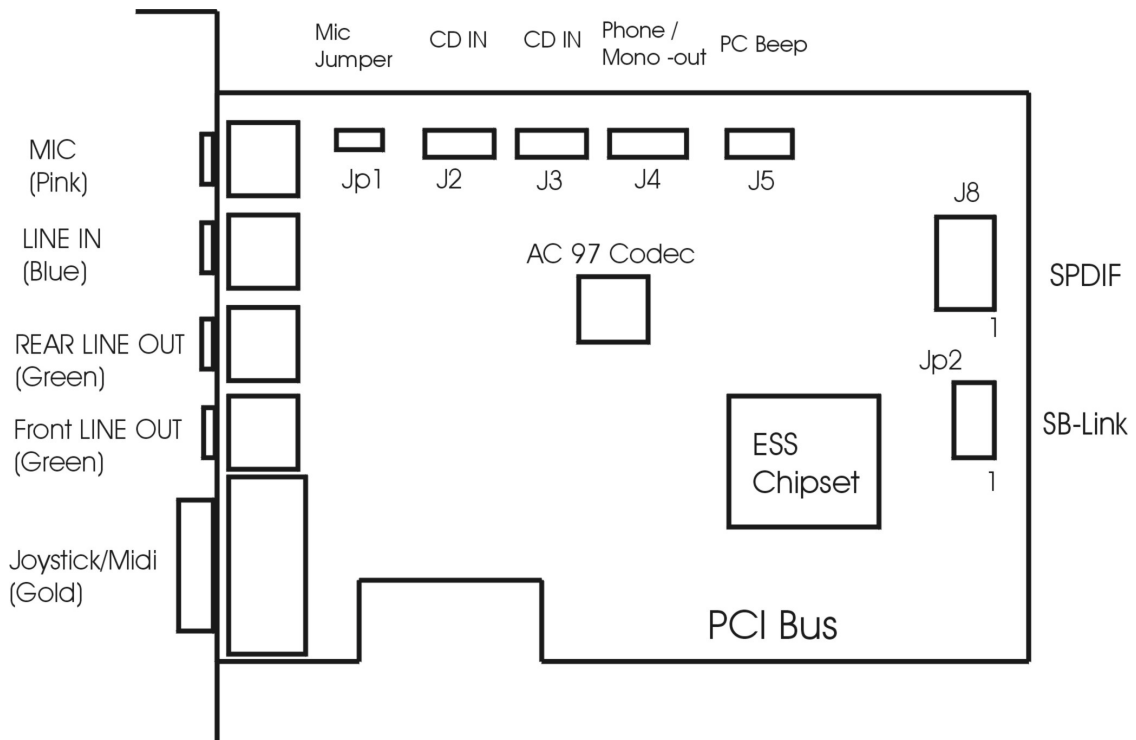 Mic
Jumper
CD IN
CD IN
Phone /
Mono -out
PC Beep
MIC
(Pink)
Jp1
J2
J3
J4
J5
J8
LINE IN
(Blue)
AC 97 Codec
SPDIF
1
REAR LINE OUT
(Green)
Jp2
Front LINE OUT
(Green)
SB-Link
ESS
Chipset
1
Joystick/Midi
(Gold)
PCI Bus